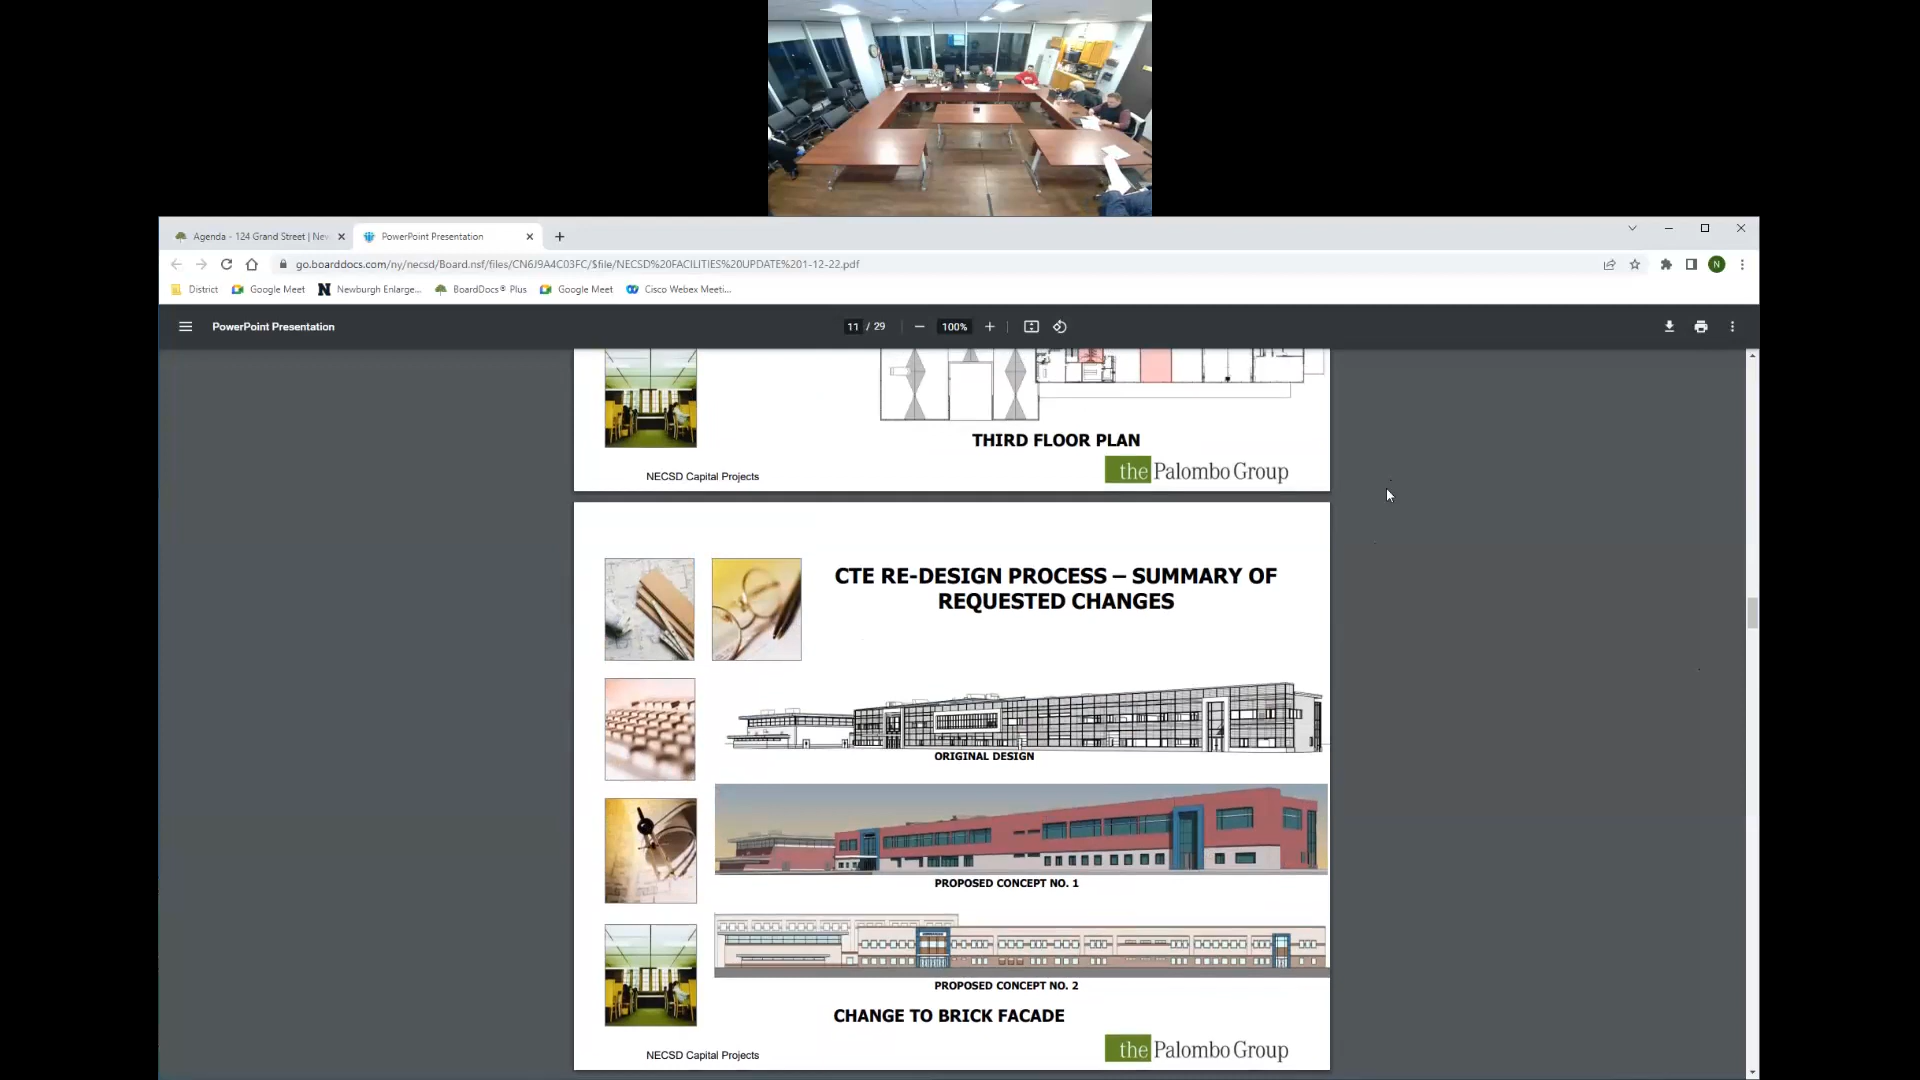 Agenda - 124 Grand Street | New
PowerPoint Presentation
go.boarddocs.com/ny/necsd/Board.nsf/files/CN6J9A4C03FC/$file/NECSD%20FACILITIES%20UPDATE%201-12-22.pdf
N
District
Google Meet
Newburgh Enlarge...
BoardDocs® Plus
Google Meet
Cisco Webex Meeti...
PowerPoint Presentation
11 / 29
100%
THIRD FLOOR PLAN
NECSD Capital Projects
the Palombo Group
CTE RE-DESIGN PROCESS – SUMMARY OF
REQUESTED CHANGES
ORIGINAL DESIGN
PROPOSED CONCEPT NO. 1
PROPOSED CONCEPT NO. 2
CHANGE TO BRICK FACADE
NECSD Capital Projects
the Palombo Group